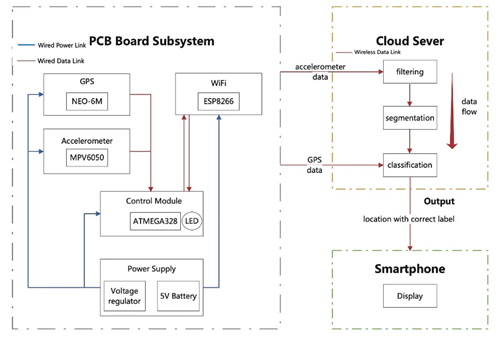 PCB Board Subsystem
Wired Power Link
Wired Data Link
GPS
NEO-6M
WiFi
ESP8266
Accelerometer
MPV6050
Control Module
ATMEGA328
LED
Power Supply
Voltage
regulator
5V Battery
accelerometer
data
GPS
data
Cloud Sever
Wireless Data Link
filtering
segmentation
classification
data
flow
Output
location with correct label
Smartphone
Display